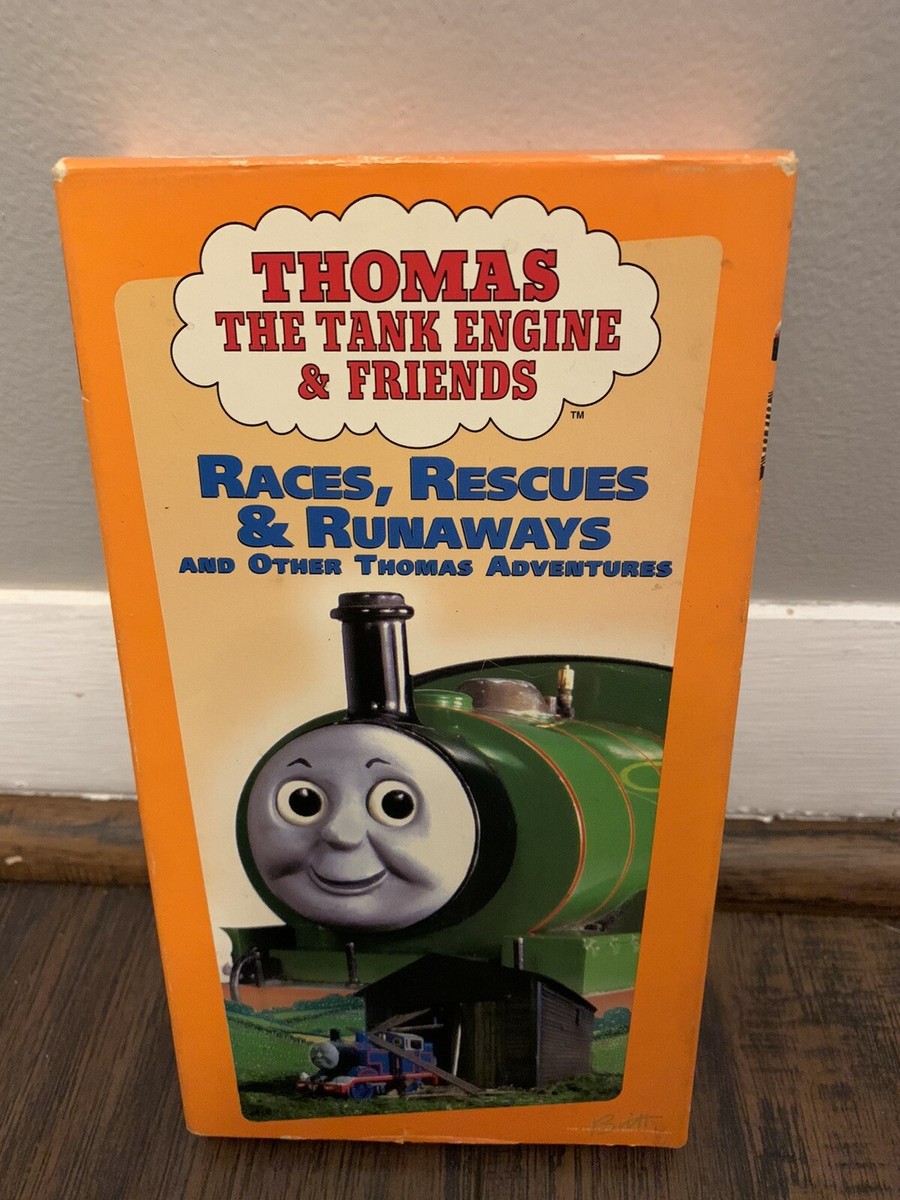 THOMAS
THE TANK ENGINE
& FRIENDS
TM
RACES, RESCUES
& RUNAWAYS
AND OTHER THOMAS ADVENTURES